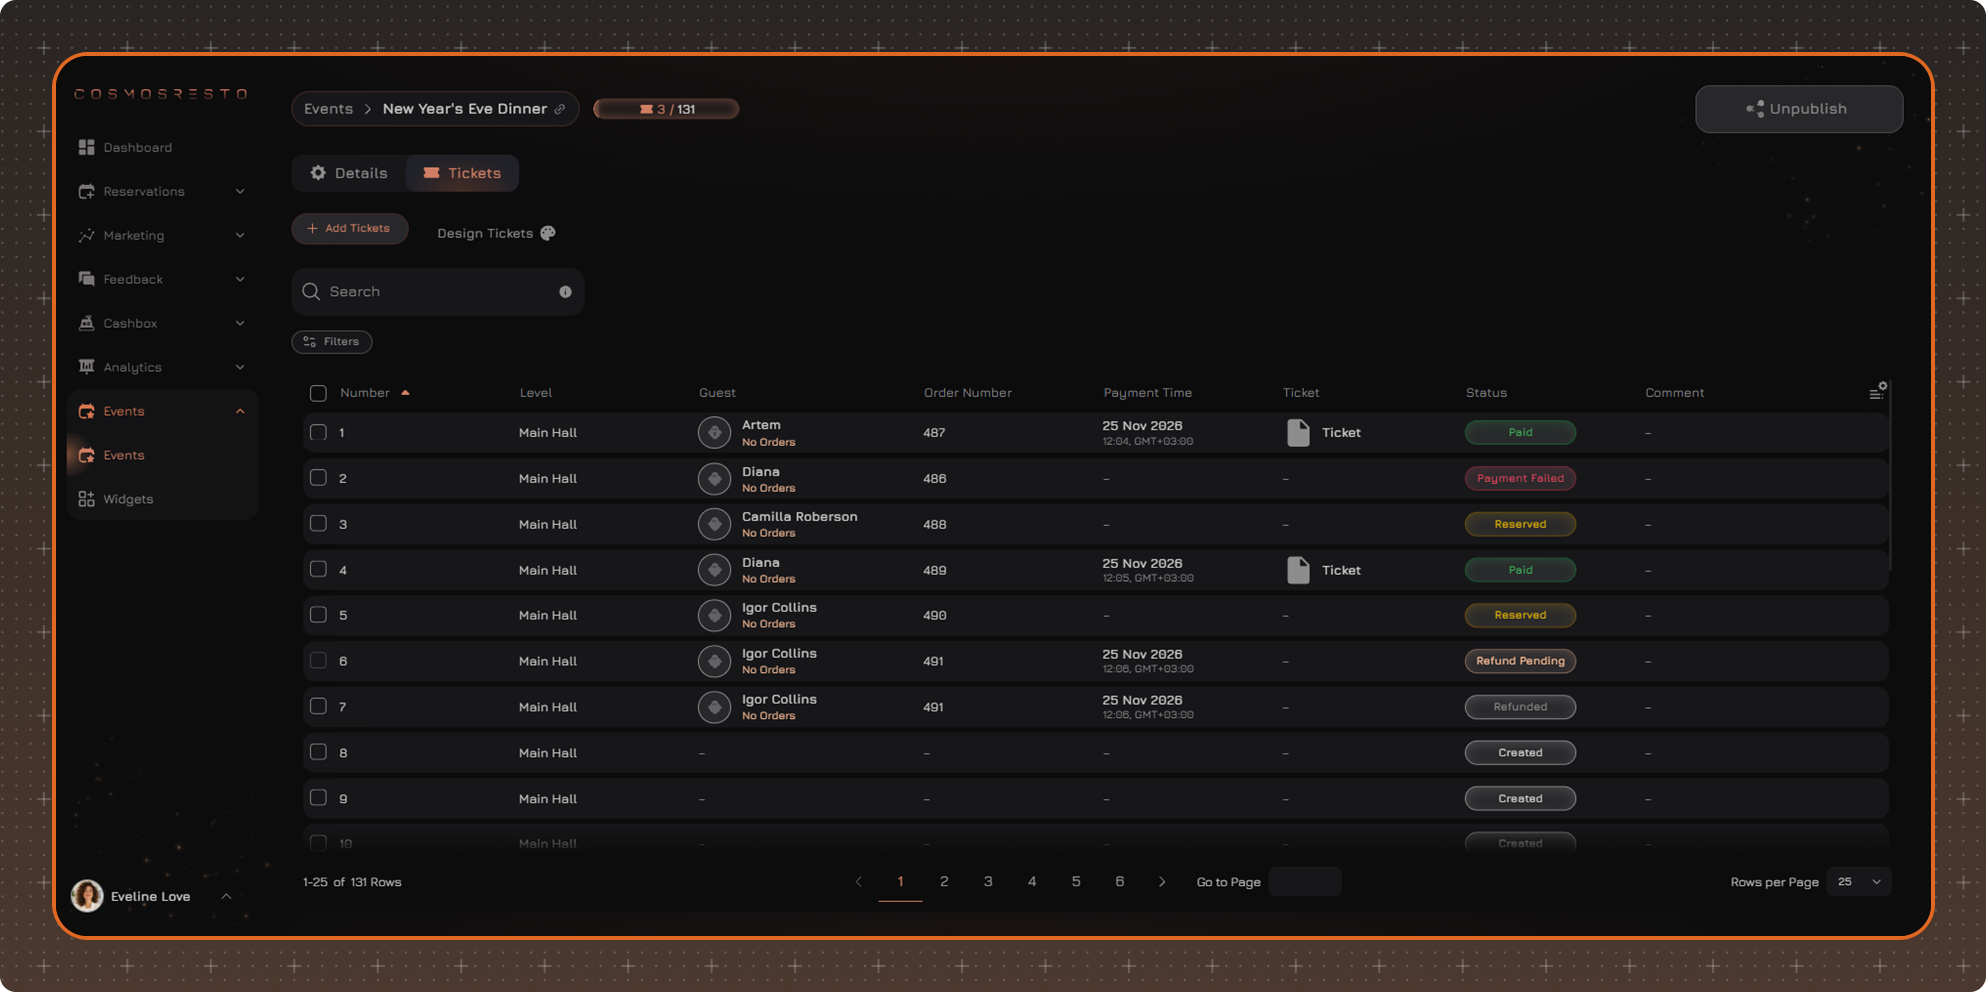 COSMOSRESTO
Events > New Year's Eve Dinner
3 / 131
Unpublish
Dashboard
Reservations
Marketing
Feedback
Cashbox
Analytics
Events
Events
Widgets
Details
Tickets
+ Add Tickets
Design Tickets
Search
Filters
Number Level Guest Order Number Payment Time Ticket Status Comment
1 Main Hall Artem 487 25 Nov 2026 Ticket Paid –
No Orders 12:04, GMT+03:00
2 Main Hall Diana 486 – – Payment Failed –
No Orders
3 Main Hall Camilla Roberson 488 – – Reserved –
No Orders
4 Main Hall Diana 489 25 Nov 2026 Ticket Paid –
No Orders 12:05, GMT+03:00
5 Main Hall Igor Collins 490 – – Reserved –
No Orders
6 Main Hall Igor Collins 491 25 Nov 2026 – Refund Pending –
No Orders 12:06, GMT+03:00
7 Main Hall Igor Collins 491 25 Nov 2026 – Refunded –
No Orders 12:06, GMT+03:00
8 Main Hall – – – – Created –
9 Main Hall – – – – Created –
10 Main Hall – – – – Created –
1-25 of 131 Rows
1 2 3 4 5 6
Go to Page
Rows per Page 25
Eveline Love